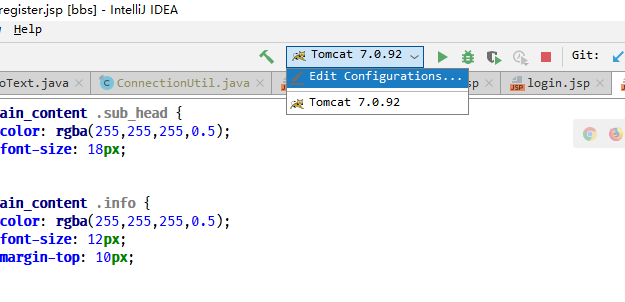 register.jsp [bbs] - IntelliJ IDEA
Help
Tomcat 7.0.92
Git:
oText.java
ConnectionUtil.java
sp
login.jsp
Edit Configurations...
Tomcat 7.0.92
ain_content .sub_head {
color: rgba(255,255,255,0.5);
font-size: 18px;
ain_content .info {
color: rgba(255,255,255,0.5);
font-size: 12px;
margin-top: 10px;